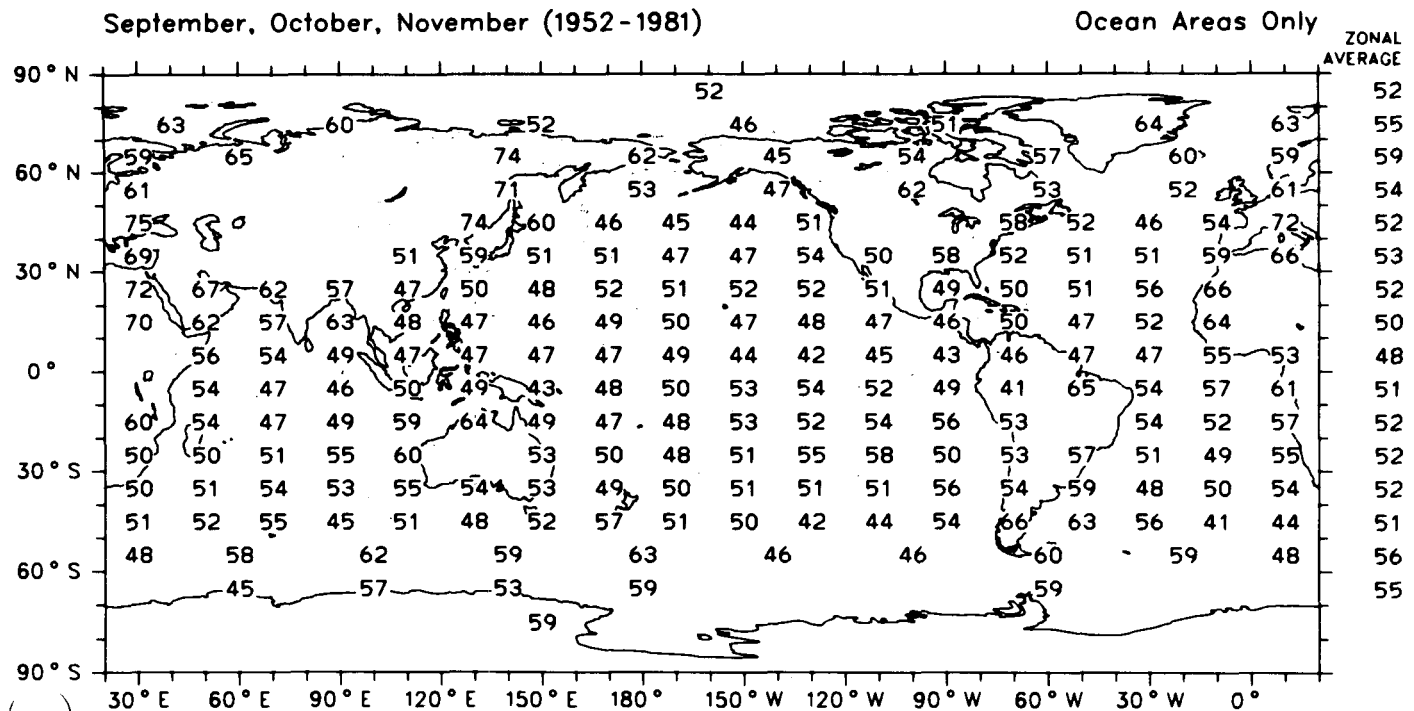 September, October, November (1952-1981) Ocean Areas Only
ZONAL
AVERAGE
90° N
52 52
63 60 52 46 51 64 63 55
59 65 74 62 45 54 57 60 59 59
60° N
61 71 53 47 62 53 52 61 54
75 74 60 46 45 44 51 58 52 46 54 72 52
69 51 59 51 51 47 47 54 50 58 52 51 51 59 66 53
30° N
72 67 62 57 47 50 48 52 51 52 52 51 49 50 51 56 66 52
70 62 57 63 48 47 46 49 50 47 48 47 46 50 47 52 64 50
56 54 49 47 47 47 47 49 44 42 45 43 46 47 47 55 53 48
0°
54 47 46 50 49 43 48 50 53 54 52 49 41 65 54 57 61 51
60 54 47 49 59 64 49 47 48 53 52 54 56 53 54 52 57 52
50 50 51 55 60 53 50 48 51 55 58 50 53 57 51 49 55 52
30° S
50 51 54 53 55 54 53 49 50 51 51 51 56 54 59 48 50 54 52
51 52 55 45 51 48 52 57 51 50 42 44 54 66 63 56 41 44 51
48 58 62 59 63 46 46 60 59 48 56
60° S
45 57 53 59 59 55
59
90° S
30° E 60° E 90° E 120° E 150° E 180° 150° W 120° W 90° W 60° W 30° W 0°